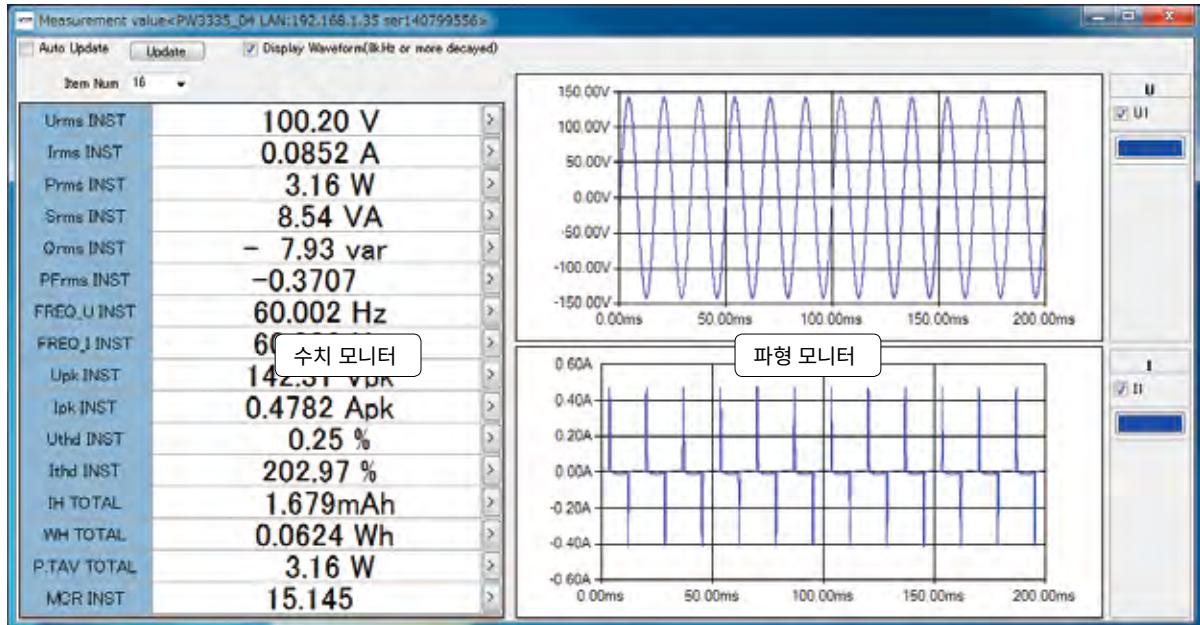 Measurement value<PW3335_04 LAN:192.168.1.35 ser140799556>
Auto Update Update Display Waveform(8kHz or more decayed)
Item Num 16
Urms INST 100.20 V >
Irms INST 0.0852 A >
Prms INST 3.16 W >
Srms INST 8.54 VA >
Qrms INST - 7.93 var >
PFrms INST -0.3707 >
FREQ_U INST 60.002 Hz >
FREQ_I INST >
수치 모니터
Upk INST Vpk >
Ipk INST 0.4782 Apk >
Uthd INST 0.25 % >
Ithd INST 202.97 % >
IH TOTAL 1.679mAh >
WH TOTAL 0.0624 Wh >
P.TAV TOTAL 3.16 W >
MCR INST 15.145 >
150.00V
100.00V
50.00V
0.00V
-50.00V
-100.00V
-150.00V
0.00ms 50.00ms 100.00ms 150.00ms 200.00ms
U
U1
파형 모니터
0.60A
0.40A
0.20A
0.00A
-0.20A
-0.40A
-0.60A
0.00ms 50.00ms 100.00ms 150.00ms 200.00ms
I
I1